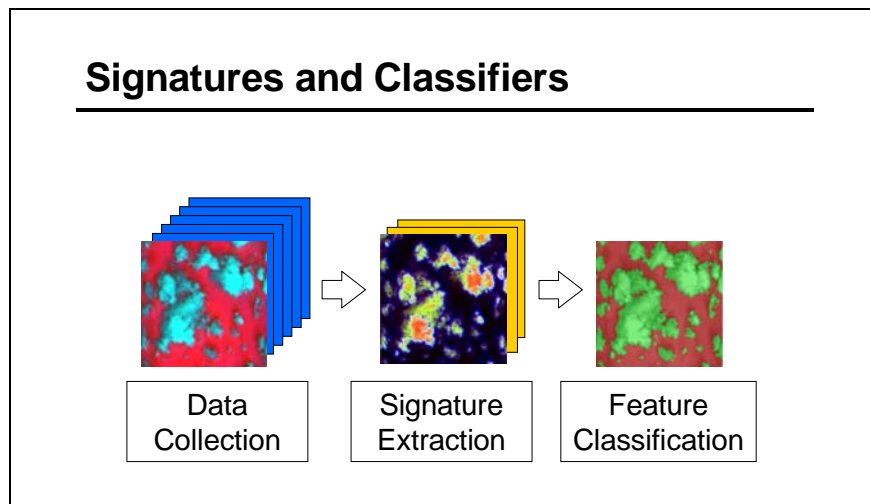 Signatures and Classifiers
Data
Collection
Signature
Extraction
Feature
Classification